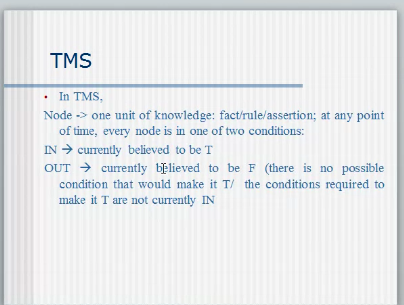 TMS
• In TMS,
Node -> one unit of knowledge: fact/rule/assertion; at any point
of time, every node is in one of two conditions:
IN → currently believed to be T
OUT → currently believed to be F (there is no possible
condition that would make it T/ the conditions required to
make it T are not currently IN